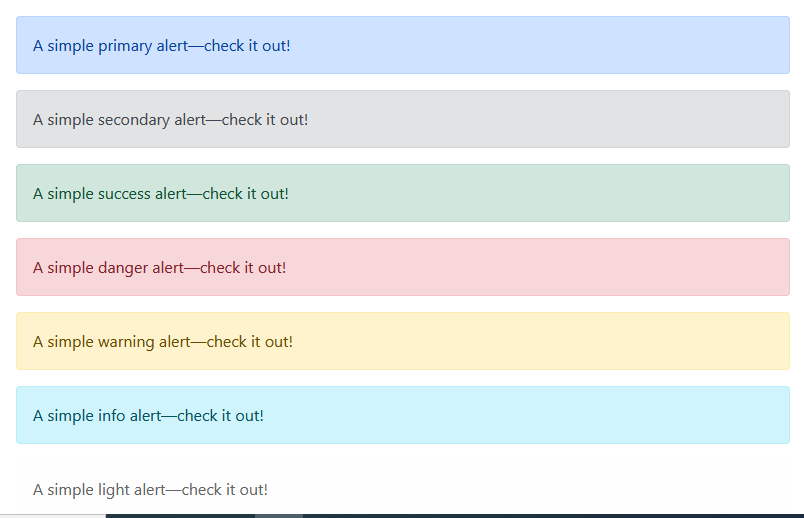 A simple primary alert—check it out!
A simple secondary alert—check it out!
A simple success alert—check it out!
A simple danger alert—check it out!
A simple warning alert—check it out!
A simple info alert—check it out!
A simple light alert—check it out!